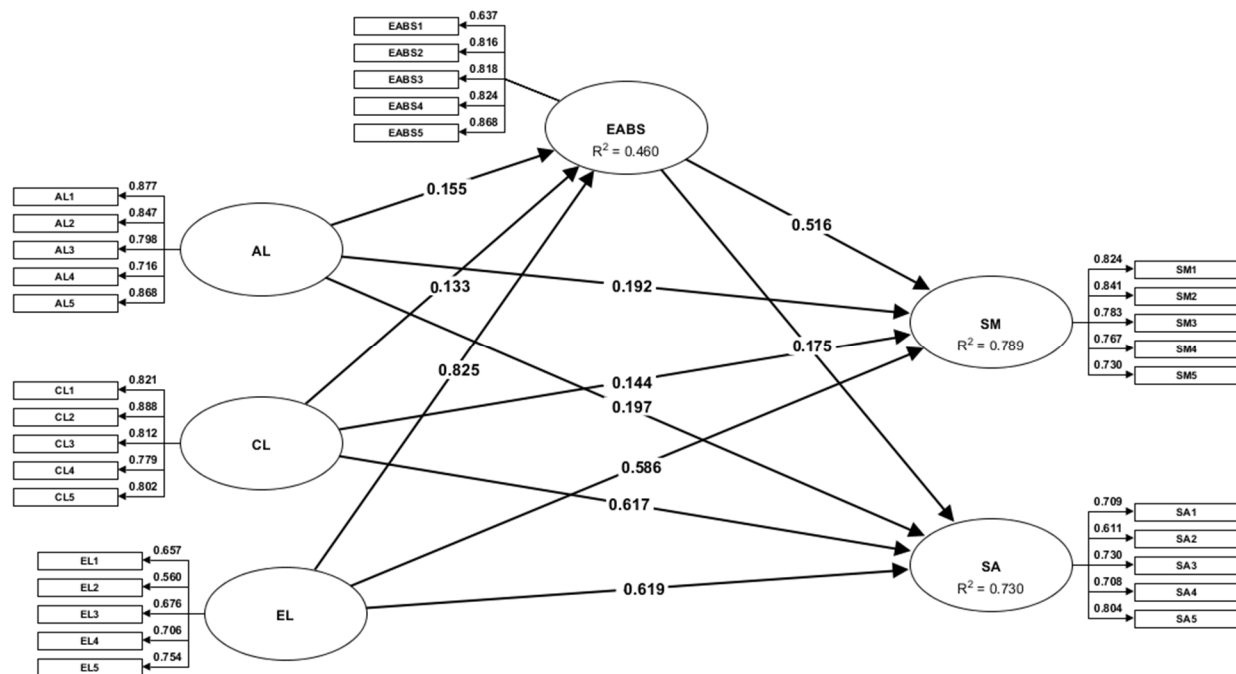 EABS1
0.637
EABS2
0.816
EABS3
0.818
EABS4
0.824
EABS5
0.868
EABS
R² = 0.460
AL1
0.877
AL2
0.847
AL3
0.798
AL4
0.716
AL5
0.868
AL
0.155
0.516
0.133
0.192
0.175
0.825
0.144
0.197
SM
R² = 0.789
0.824
SM1
0.841
SM2
0.783
SM3
0.767
SM4
0.730
SM5
CL1
0.821
CL2
0.888
CL3
0.812
CL4
0.779
CL5
0.802
CL
0.586
0.617
0.619
EL1
0.657
EL2
0.560
EL3
0.676
EL4
0.706
EL5
0.754
EL
SA
R² = 0.730
0.709
SA1
0.611
SA2
0.730
SA3
0.708
SA4
0.804
SA5